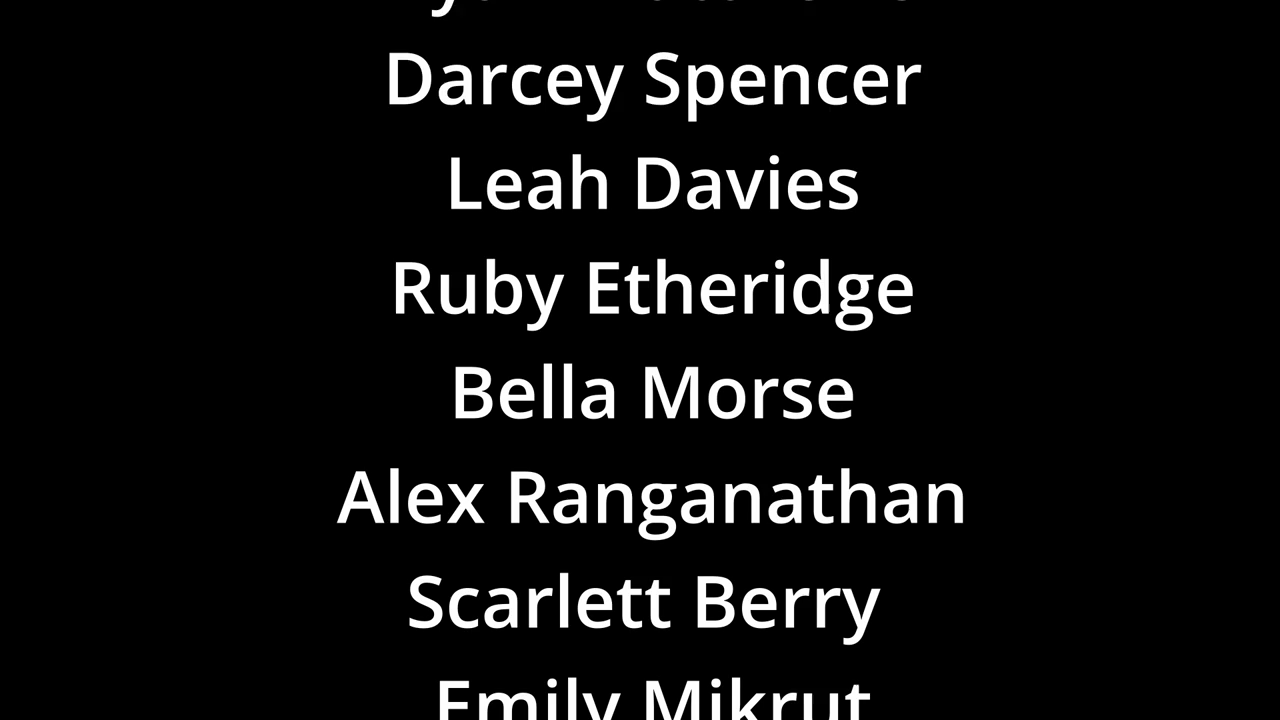 Darcey Spencer
Leah Davies
Ruby Etheridge
Bella Morse
Alex Ranganathan
Scarlett Berry
Emily Mikrut